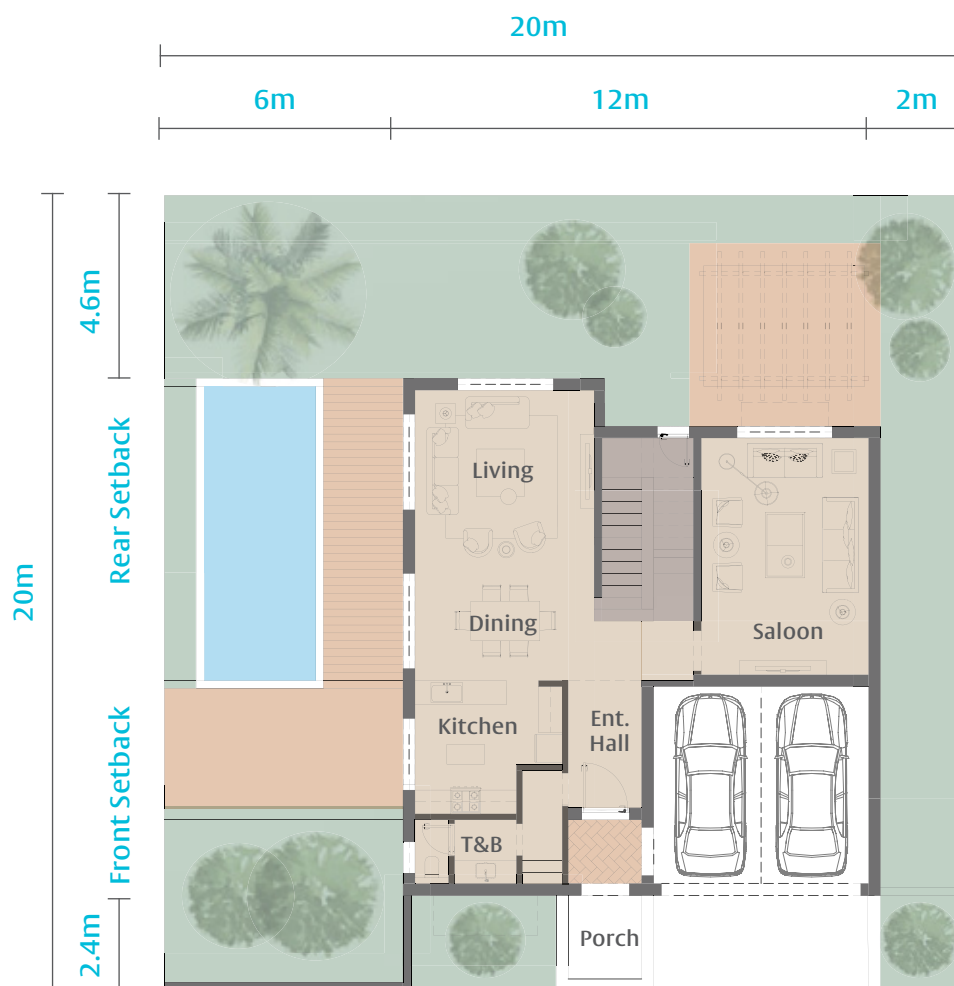 20m
6m
12m
2m
4.6m
Rear Setback
20m
Front Setback
2.4m
Living
Dining
Saloon
Kitchen
Ent.
Hall
T&B
Porch